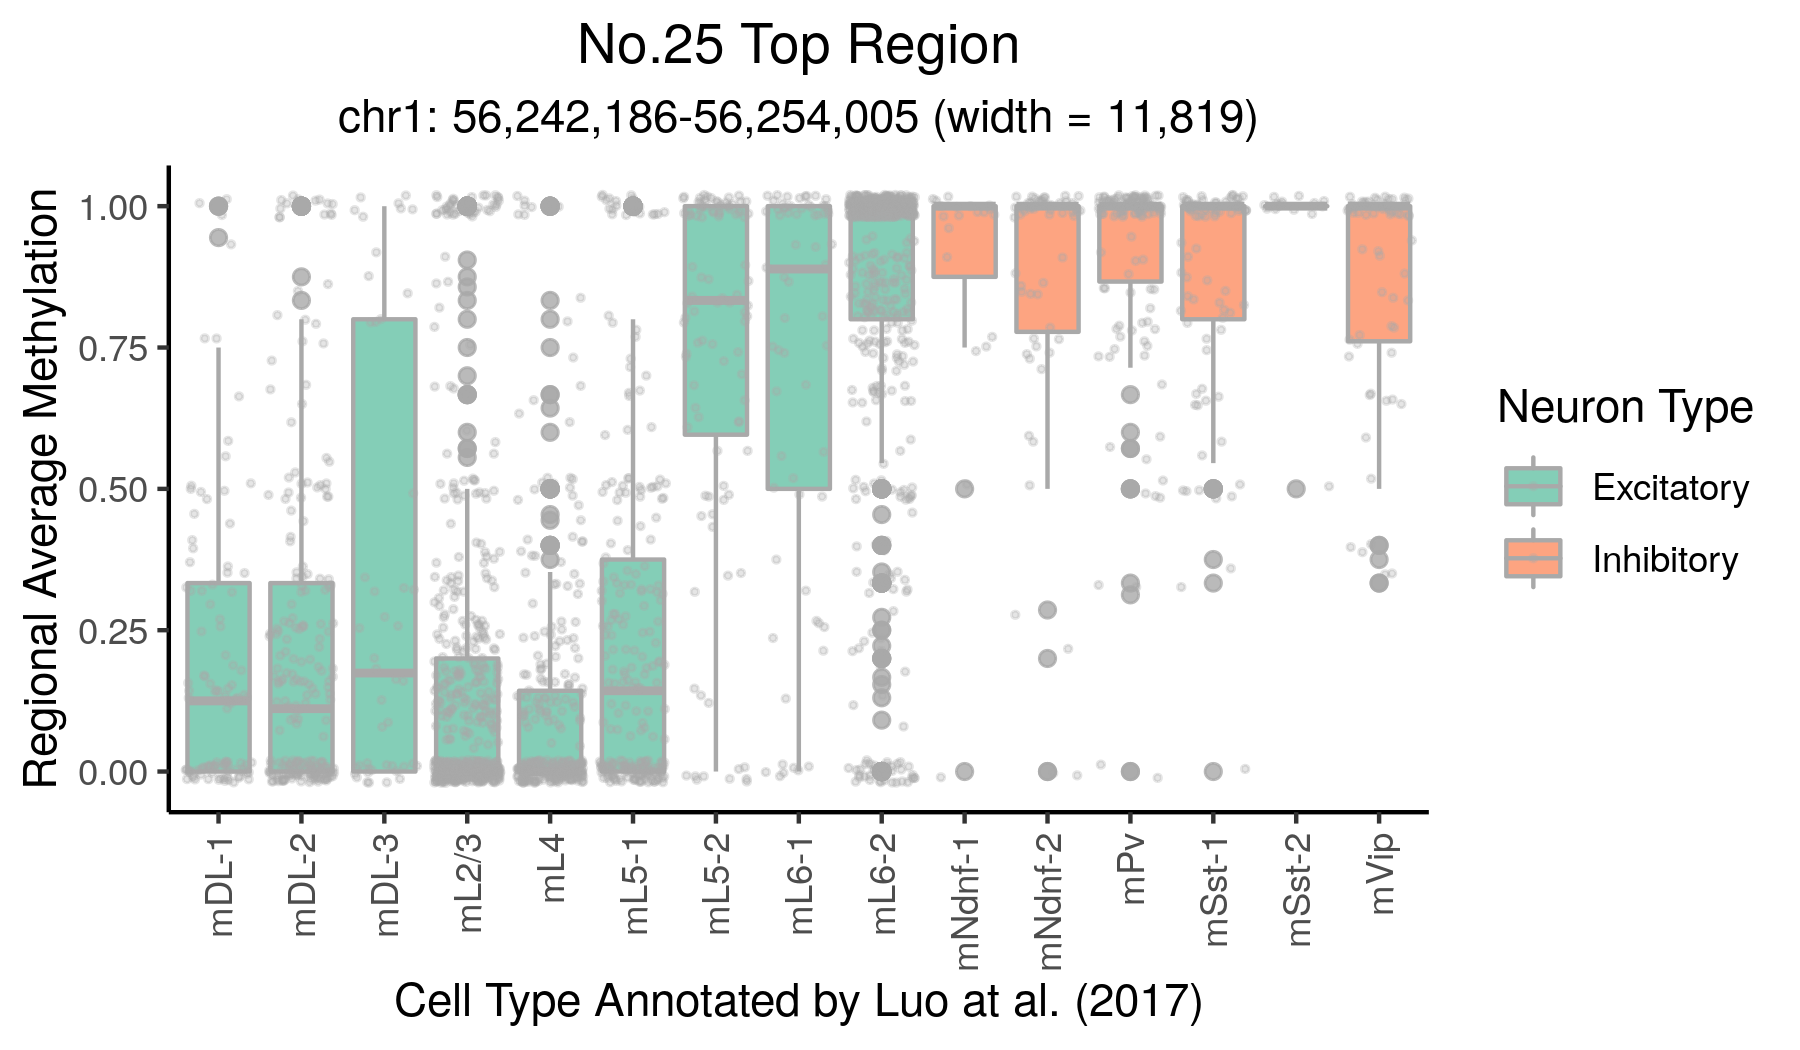 No.25 Top Region
chr1: 56,242,186-56,254,005 (width = 11,819)
Regional Average Methylation
1.00
0.75
0.50
0.25
0.00
mDL-1
mDL-2
mDL-3
mL2/3
mL4
mL5-1
mL5-2
mL6-1
mL6-2
mNdnf-1
mNdnf-2
mPv
mSst-1
mSst-2
mVip
Cell Type Annotated by Luo at al. (2017)
Neuron Type
Excitatory
Inhibitory